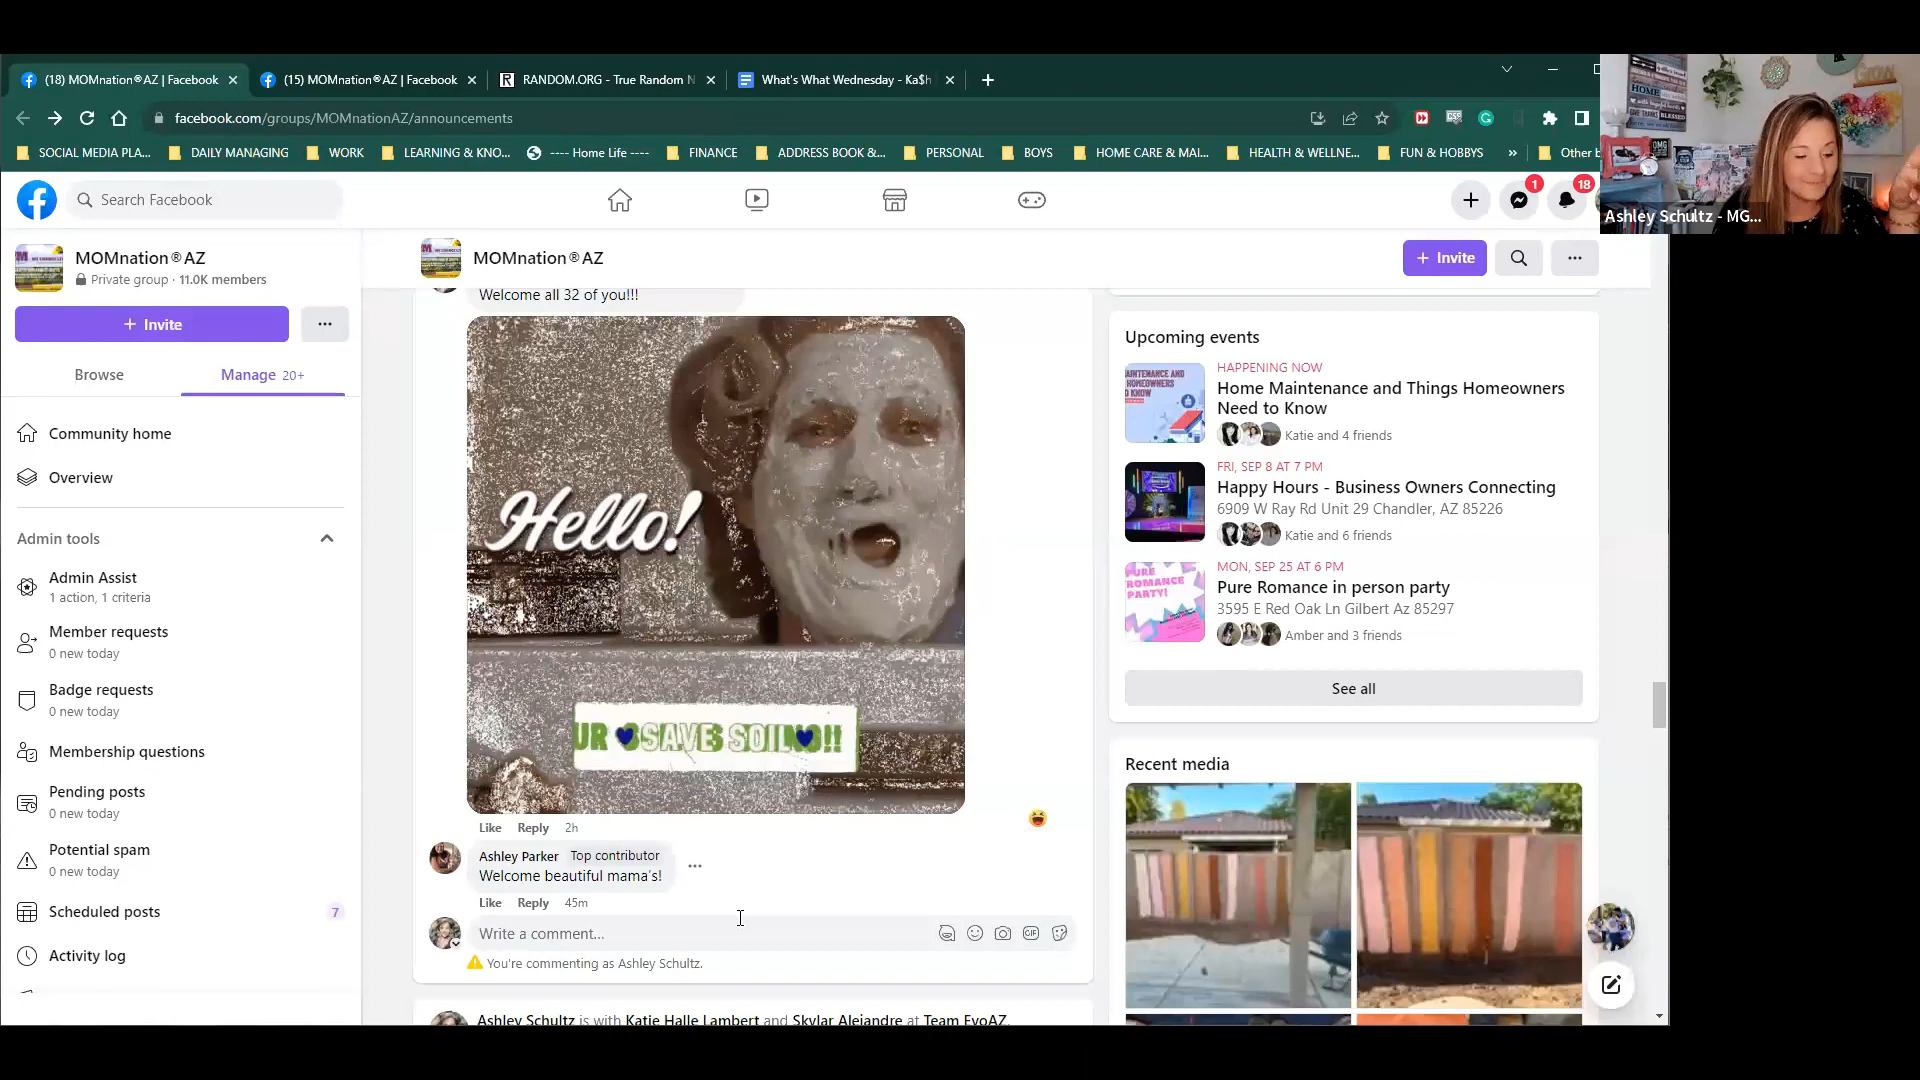 (18) MOMnation®AZ | Facebook
(15) MOMnation®AZ | Facebook
RANDOM.ORG - True Random N
What's What Wednesday - Ka$h
facebook.com/groups/MOMnationAZ/announcements
SOCIAL MEDIA PLA...
DAILY MANAGING
WORK
LEARNING & KNO...
---- Home Life ----
FINANCE
ADDRESS BOOK &...
PERSONAL
BOYS
HOME CARE & MAI...
HEALTH & WELLNE...
FUN & HOBBYS
»
Other b
Search Facebook
1
18
Ashley Schultz - MG...
MOMnation®AZ
Private group · 11.0K members
+ Invite
Browse
Manage 20+
Community home
Overview
Admin tools
Admin Assist
1 action, 1 criteria
Member requests
0 new today
Badge requests
0 new today
Membership questions
Pending posts
0 new today
Potential spam
0 new today
Scheduled posts
7
Activity log
MOMnation®AZ
+ Invite
Welcome all 32 of you!!!
Hello!
UR SAVE SOIL !!
Like Reply 2h
Ashley Parker Top contributor
Welcome beautiful mama's!
Like Reply 45m
Write a comment...
GIF
You're commenting as Ashley Schultz.
Ashley Schultz is with Katie Halle Lambert and Skylar Alejandre at Team EvoAZ.
Upcoming events
HAPPENING NOW
Home Maintenance and Things Homeowners
Need to Know
Katie and 4 friends
FRI, SEP 8 AT 7 PM
Happy Hours - Business Owners Connecting
6909 W Ray Rd Unit 29 Chandler, AZ 85226
Katie and 6 friends
MON, SEP 25 AT 6 PM
Pure Romance in person party
3595 E Red Oak Ln Gilbert Az 85297
Amber and 3 friends
See all
Recent media